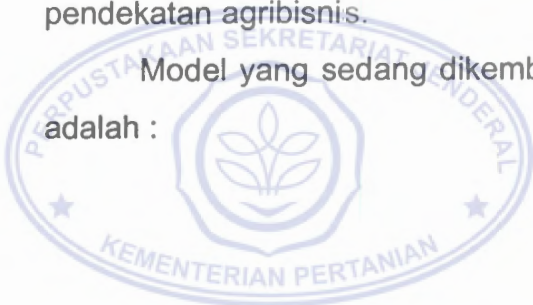 pendekatan agribisnis.
Model yang sedang dikemb
adalah :
PERPUSTAKAAN SEKRETARIAT JENDERAL
KEMENTERIAN PERTANIAN